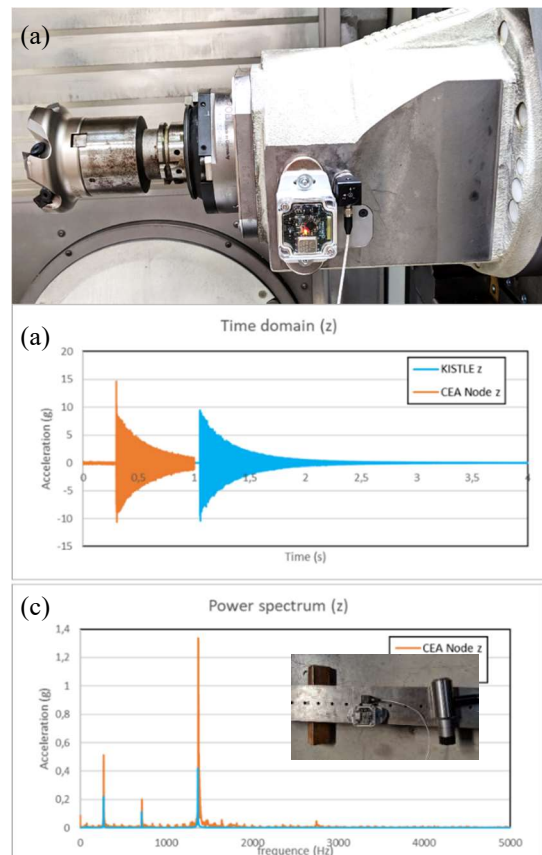 (a)
(a)
Time domain (z)
20
15
10
5
0
-5
-10
-15
Acceleration (g)
0
0,5
1
1,5
2
2,5
3
3,5
4
Time (s)
KISTLE z
CEA Node z
(c)
Power spectrum (z)
1,4
1,2
1
0,8
0,6
0,4
0,2
0
Acceleration (g)
0
1000
2000
3000
4000
5000
frequency (Hz)
CEA Node z